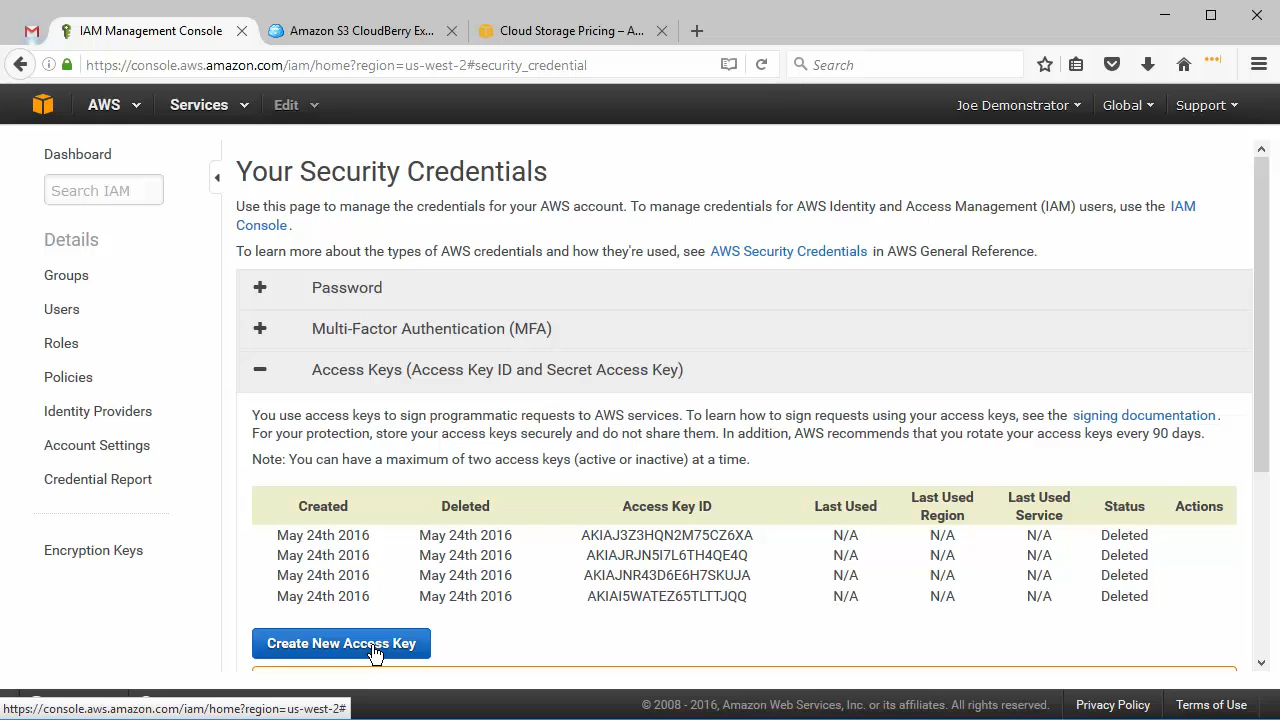 IAM Management Console
Amazon S3 CloudBerry Ex...
Cloud Storage Pricing – A...
https://console.aws.amazon.com/iam/home?region=us-west-2#security_credential
Search
AWS
Services
Edit
Joe Demonstrator
Global
Support
Dashboard
Search IAM
Details
Groups
Users
Roles
Policies
Identity Providers
Account Settings
Credential Report
Encryption Keys
Your Security Credentials
Use this page to manage the credentials for your AWS account. To manage credentials for AWS Identity and Access Management (IAM) users, use the IAM
Console .
To learn more about the types of AWS credentials and how they're used, see AWS Security Credentials in AWS General Reference.
Password
Multi-Factor Authentication (MFA)
Access Keys (Access Key ID and Secret Access Key)
You use access keys to sign programmatic requests to AWS services. To learn how to sign requests using your access keys, see the signing documentation .
For your protection, store your access keys securely and do not share them. In addition, AWS recommends that you rotate your access keys every 90 days.
Note: You can have a maximum of two access keys (active or inactive) at a time.
Created Deleted Access Key ID Last Used Last Used Region Last Used Service Status Actions
May 24th 2016 May 24th 2016 AKIAJ3Z3HQN2M75CZ6XA N/A N/A N/A Deleted
May 24th 2016 May 24th 2016 AKIAJRJN5I7L6TH4QE4Q N/A N/A N/A Deleted
May 24th 2016 May 24th 2016 AKIAJNR43D6E6H7SKUJA N/A N/A N/A Deleted
May 24th 2016 May 24th 2016 AKIAI5WATEZ65TLTTJQQ N/A N/A N/A Deleted
Create New Access Key
https://console.aws.amazon.com/iam/home?region=us-west-2#
© 2008 - 2016, Amazon Web Services, Inc. or its affiliates. All rights reserved.
Privacy Policy
Terms of Use